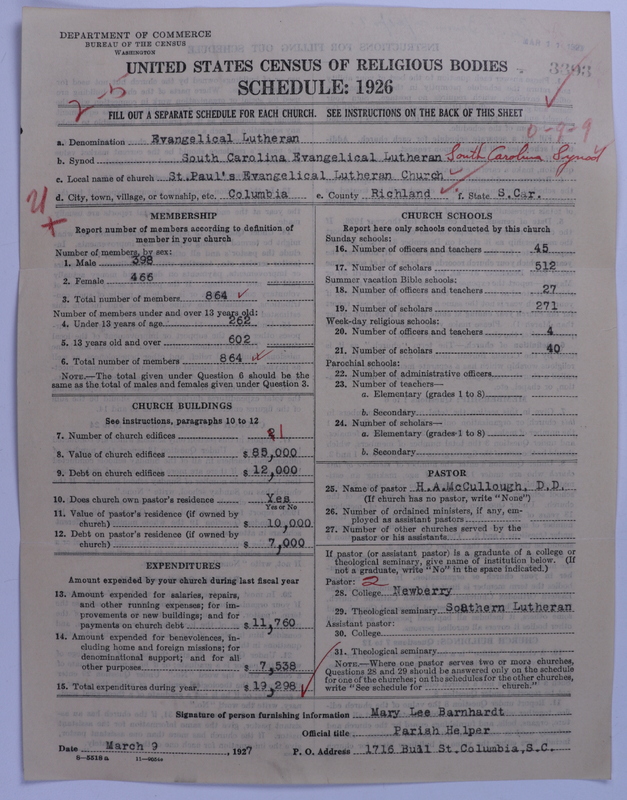 DEPARTMENT OF COMMERCE
BUREAU OF THE CENSUS
WASHINGTON
UNITED STATES CENSUS OF RELIGIOUS BODIES
3393
SCHEDULE: 1926
2-5
FILL OUT A SEPARATE SCHEDULE FOR EACH CHURCH. SEE INSTRUCTIONS ON THE BACK OF THIS SHEET
0-929
a. Denomination Evangelical Lutheran
b. Synod South Carolina Evangelical Lutheran South Carolina Synod
c. Local name of church St.Paul's Evangelical Lutheran Church
d. City, town, village, or township, etc. Columbia e. County Richland f. State S.Car.
MEMBERSHIP
Report number of members according to definition of
member in your church
Number of members, by sex:
1. Male 398
2. Female 466
3. Total number of members 864
Number of members under and over 13 years old:
4. Under 13 years of age 262
5. 13 years old and over 602
6. Total number of members 864
NOTE.—The total given under Question 6 should be the
same as the total of males and females given under Question 3.
CHURCH BUILDINGS
See instructions, paragraphs 10 to 12
7. Number of church edifices 1
8. Value of church edifices $ 85,000
9. Debt on church edifices $ 12,000
10. Does church own pastor's residence Yes
Yes or No
11. Value of pastor's residence (if owned by
church) $ 10,000
12. Debt on pastor's residence (if owned by
church) $ 7,000
EXPENDITURES
Amount expended by your church during last fiscal year
13. Amount expended for salaries, repairs,
and other running expenses; for im-
provements or new buildings; and for
payments on church debt $ 11,760
14. Amount expended for benevolences, in-
cluding home and foreign missions; for
denominational support; and for all
other purposes $ 7,538
15. Total expenditures during year $ 19,298
CHURCH SCHOOLS
Report here only schools conducted by this church
Sunday schools:
16. Number of officers and teachers 45
17. Number of scholars 512
Summer vacation Bible schools:
18. Number of officers and teachers 27
19. Number of scholars 271
Week-day religious schools:
20. Number of officers and teachers 4
21. Number of scholars 40
Parochial schools:
22. Number of administrative officers
23. Number of teachers—
a. Elementary (grades 1 to 8)
b. Secondary
24. Number of scholars—
a. Elementary (grades 1 to 8)
b. Secondary
PASTOR
25. Name of pastor H.A.McCullough, D.D.
(If church has no pastor, write "None")
26. Number of ordained ministers, if any, em-
ployed as assistant pastors
27. Number of other churches served by the
pastor or his assistants
If pastor (or assistant pastor) is a graduate of a college or
theological seminary, give name of institution below. (If
not a graduate, write "No" in the space indicated.)
Pastor: 2
28. College Newberry
29. Theological seminary Southern Lutheran
Assistant pastor:
30. College
31. Theological seminary
NOTE.—Where one pastor serves two or more churches,
Questions 28 and 29 should be answered only on the schedule
for one of the churches; on the schedules for the other churches,
write "See schedule for church."
Signature of person furnishing information Mary Lee Barnhardt
Official title Parish Helper
Date March 9, 1927 P. O. Address 1716 Bull St.Columbia,S.C.
8-5518 a